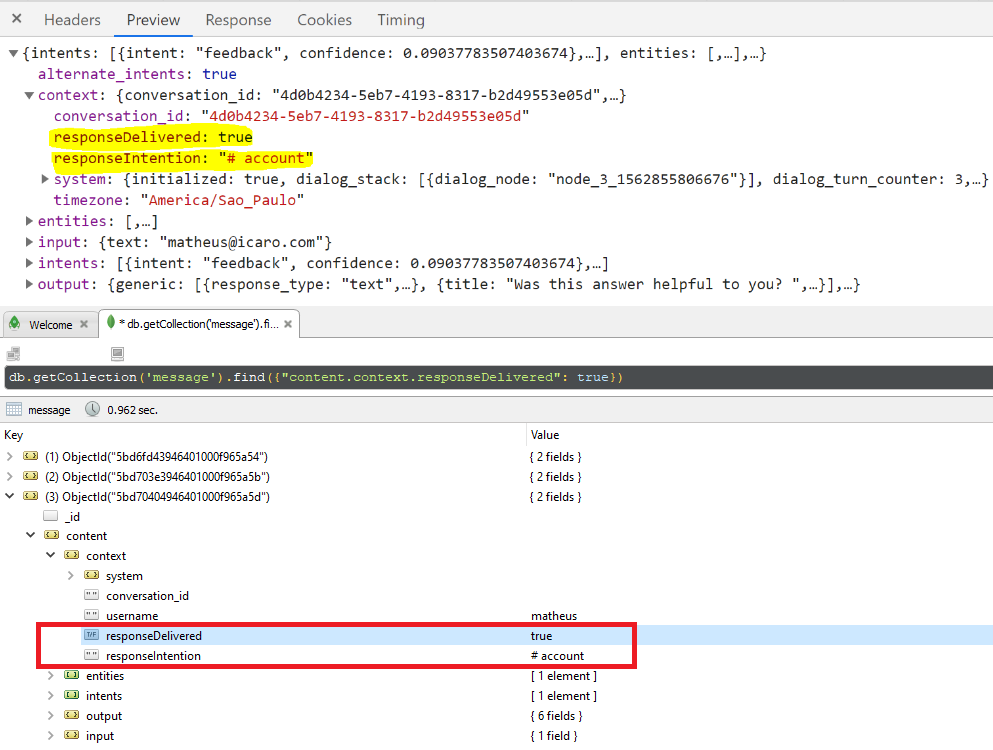 ✕ Headers Preview Response Cookies Timing
▼{intents: [{intent: "feedback", confidence: 0.09037783507403674},…], entities: [,…],…}
alternate_intents: true
▼context: {conversation_id: "4d0b4234-5eb7-4193-8317-b2d49553e05d",…}
conversation_id: "4d0b4234-5eb7-4193-8317-b2d49553e05d"
responseDelivered: true
responseIntention: "# account"
▶system: {initialized: true, dialog_stack: [{dialog_node: "node_3_1562855806676"}], dialog_turn_counter: 3,…}
timezone: "America/Sao_Paulo"
▶entities: [,…]
▶input: {text: "matheus@icaro.com"}
▶intents: [{intent: "feedback", confidence: 0.09037783507403674},…]
▶output: {generic: [{response_type: "text",…}, {title: "Was this answer helpful to you? ",…}],…}
Welcome ✕ * db.getCollection('message').fi... ✕
db.getCollection('message').find({"content.context.responseDelivered": true})
message 0.962 sec.
Key Value
(1) ObjectId("5bd6fd43946401000f965a54") { 2 fields }
(2) ObjectId("5bd703e3946401000f965a5b") { 2 fields }
(3) ObjectId("5bd70404946401000f965a5d") { 2 fields }
_id
content
context
system
conversation_id
username matheus
T/F responseDelivered true
responseIntention # account
entities [ 1 element ]
intents [ 1 element ]
output { 6 fields }
input { 1 field }